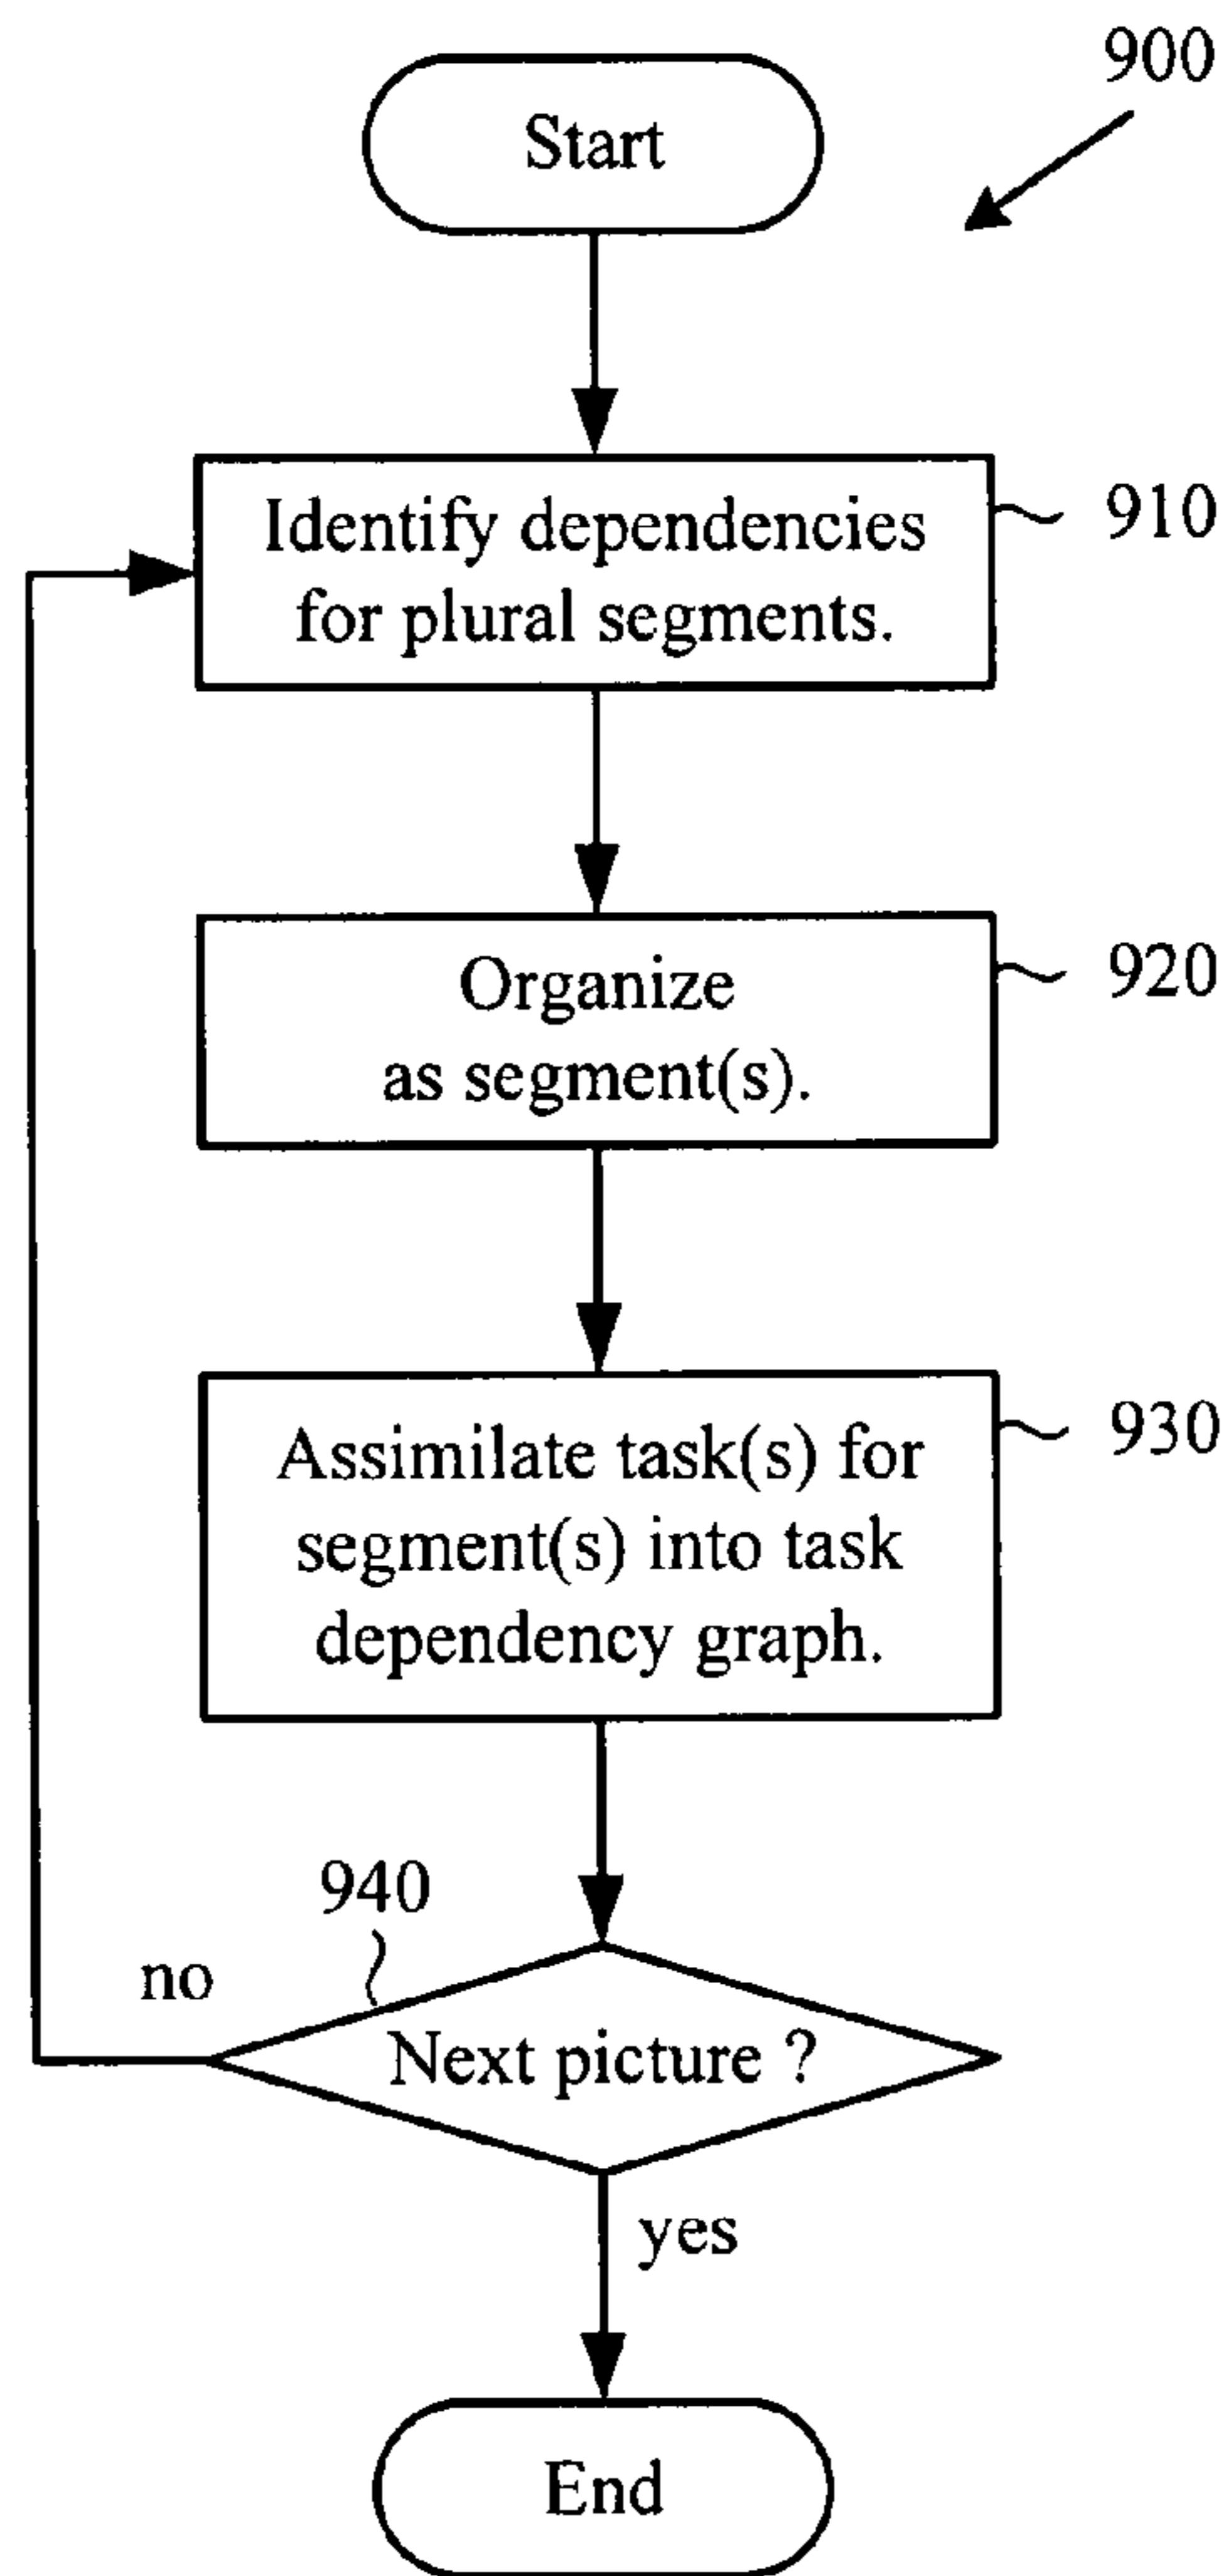 900
Start
Identify dependencies
for plural segments.
910
Organize
as segment(s).
920
Assimilate task(s) for
segment(s) into task
dependency graph.
930
940
no
Next picture ?
yes
End